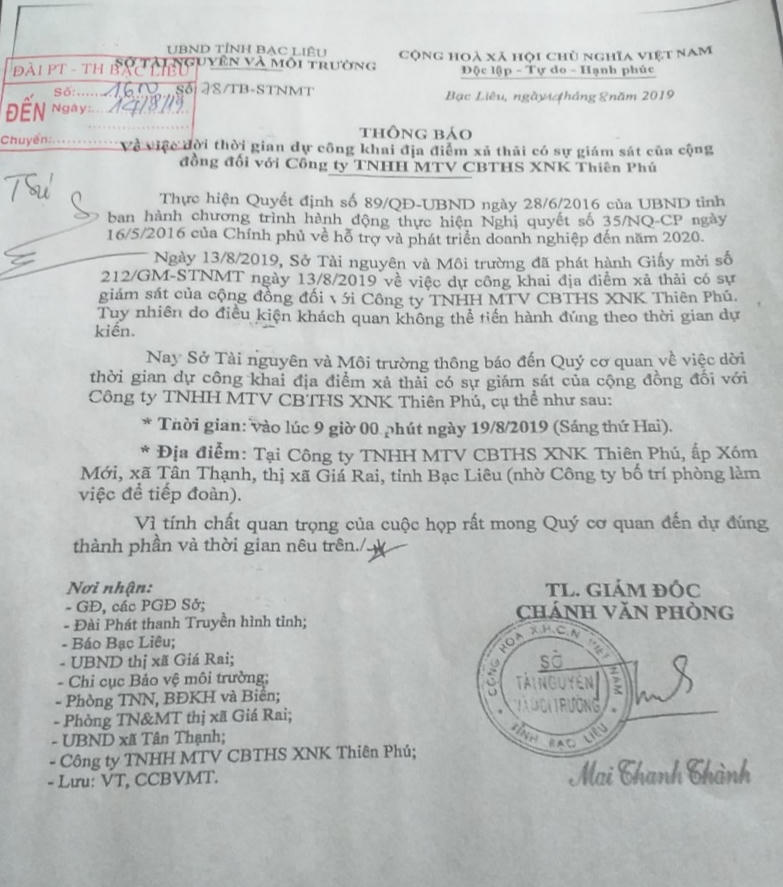 UBND TỈNH BẠC LIÊU
SỞ TÀI NGUYÊN VÀ MÔI TRƯỜNG
CỘNG HOÀ XÃ HỘI CHỦ NGHĨA VIỆT NAM
Độc lập - Tự do - Hạnh phúc
ĐÀI PT - TH BẠC LIÊU
Số:
ĐẾN Ngày: 14/8/19
Chuyển:
Số 28/TB-STNMT
Bạc Liêu, ngày 14 tháng 8 năm 2019
THÔNG BÁO
Về việc dời thời gian dự công khai địa điểm xả thải có sự giám sát của cộng
đồng đối với Công ty TNHH MTV CBTHS XNK Thiên Phú
Thực hiện Quyết định số 89/QĐ-UBND ngày 28/6/2016 của UBND tỉnh
ban hành chương trình hành động thực hiện Nghị quyết số 35/NQ-CP ngày
16/5/2016 của Chính phủ về hỗ trợ và phát triển doanh nghiệp đến năm 2020.
Ngày 13/8/2019, Sở Tài nguyên và Môi trường đã phát hành Giấy mời số
212/GM-STNMT ngày 13/8/2019 về việc dự công khai địa điểm xả thải có sự
giám sát của cộng đồng đối với Công ty TNHH MTV CBTHS XNK Thiên Phú.
Tuy nhiên do điều kiện khách quan không thể tiến hành đúng theo thời gian dự
kiến.
Nay Sở Tài nguyên và Môi trường thông báo đến Quý cơ quan về việc dời
thời gian dự công khai địa điểm xả thải có sự giám sát của cộng đồng đối với
Công ty TNHH MTV CBTHS XNK Thiên Phú, cụ thể như sau:
* Thời gian: vào lúc 9 giờ 00 phút ngày 19/8/2019 (Sáng thứ Hai).
* Địa điểm: Tại Công ty TNHH MTV CBTHS XNK Thiên Phú, ấp Xóm
Mới, xã Tân Thạnh, thị xã Giá Rai, tỉnh Bạc Liêu (nhờ Công ty bố trí phòng làm
việc để tiếp đoàn).
Vì tính chất quan trọng của cuộc họp rất mong Quý cơ quan đến dự đúng
thành phần và thời gian nêu trên./.
Nơi nhận:
- GĐ, các PGĐ Sở;
- Đài Phát thanh Truyền hình tỉnh;
- Báo Bạc Liêu;
- UBND thị xã Giá Rai;
- Chi cục Bảo vệ môi trường;
- Phòng TNN, BĐKH và Biển;
- Phòng TN&MT thị xã Giá Rai;
- UBND xã Tân Thạnh;
- Công ty TNHH MTV CBTHS XNK Thiên Phú;
- Lưu: VT, CCBVMT.
TL. GIÁM ĐỐC
CHÁNH VĂN PHÒNG
CỘNG HOÀ X.H.C.N VIỆT NAM
SỞ
TÀI NGUYÊN
VÀ MÔI TRƯỜNG
TỈNH BẠC LIÊU
Mai Thanh Thành